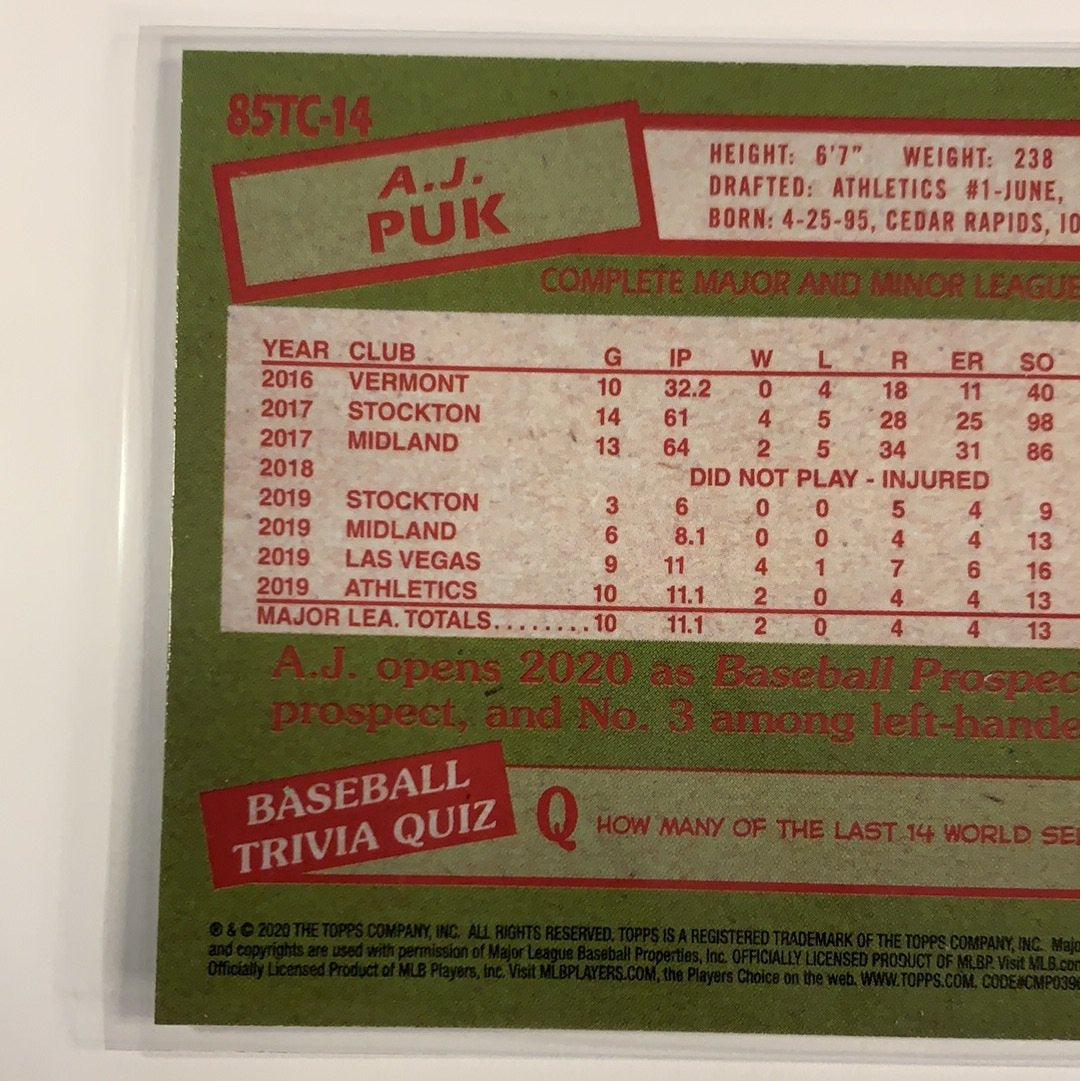 85TC-14
A.J.
PUK
HEIGHT: 6'7" WEIGHT: 238
DRAFTED: ATHLETICS #1-JUNE,
BORN: 4-25-95, CEDAR RAPIDS, IO
COMPLETE MAJOR AND MINOR LEAGUE
YEAR CLUB G IP W L R ER SO
2016 VERMONT 10 32.2 0 4 18 11 40
2017 STOCKTON 14 61 4 5 28 25 98
2017 MIDLAND 13 64 2 5 34 31 86
2018 DID NOT PLAY - INJURED
2019 STOCKTON 3 6 0 0 5 4 9
2019 MIDLAND 6 8.1 0 0 4 4 13
2019 LAS VEGAS 9 11 4 1 7 6 16
2019 ATHLETICS 10 11.1 2 0 4 4 13
MAJOR LEA. TOTALS........10 11.1 2 0 4 4 13
A.J. opens 2020 as Baseball Prospec
prospect, and No. 3 among left-hande
BASEBALL
TRIVIA QUIZ
Q HOW MANY OF THE LAST 14 WORLD SE
® & © 2020 THE TOPPS COMPANY, INC. ALL RIGHTS RESERVED. TOPPS IS A REGISTERED TRADEMARK OF THE TOPPS COMPANY, INC. Majo
and copyrights are used with permission of Major League Baseball Properties, Inc. OFFICIALLY LICENSED PRODUCT OF MLBP. Visit MLB.com
Officially Licensed Product of MLB Players, Inc. Visit MLBPLAYERS.COM, the Players Choice on the web. WWW.TOPPS.COM. CODE#CMP039